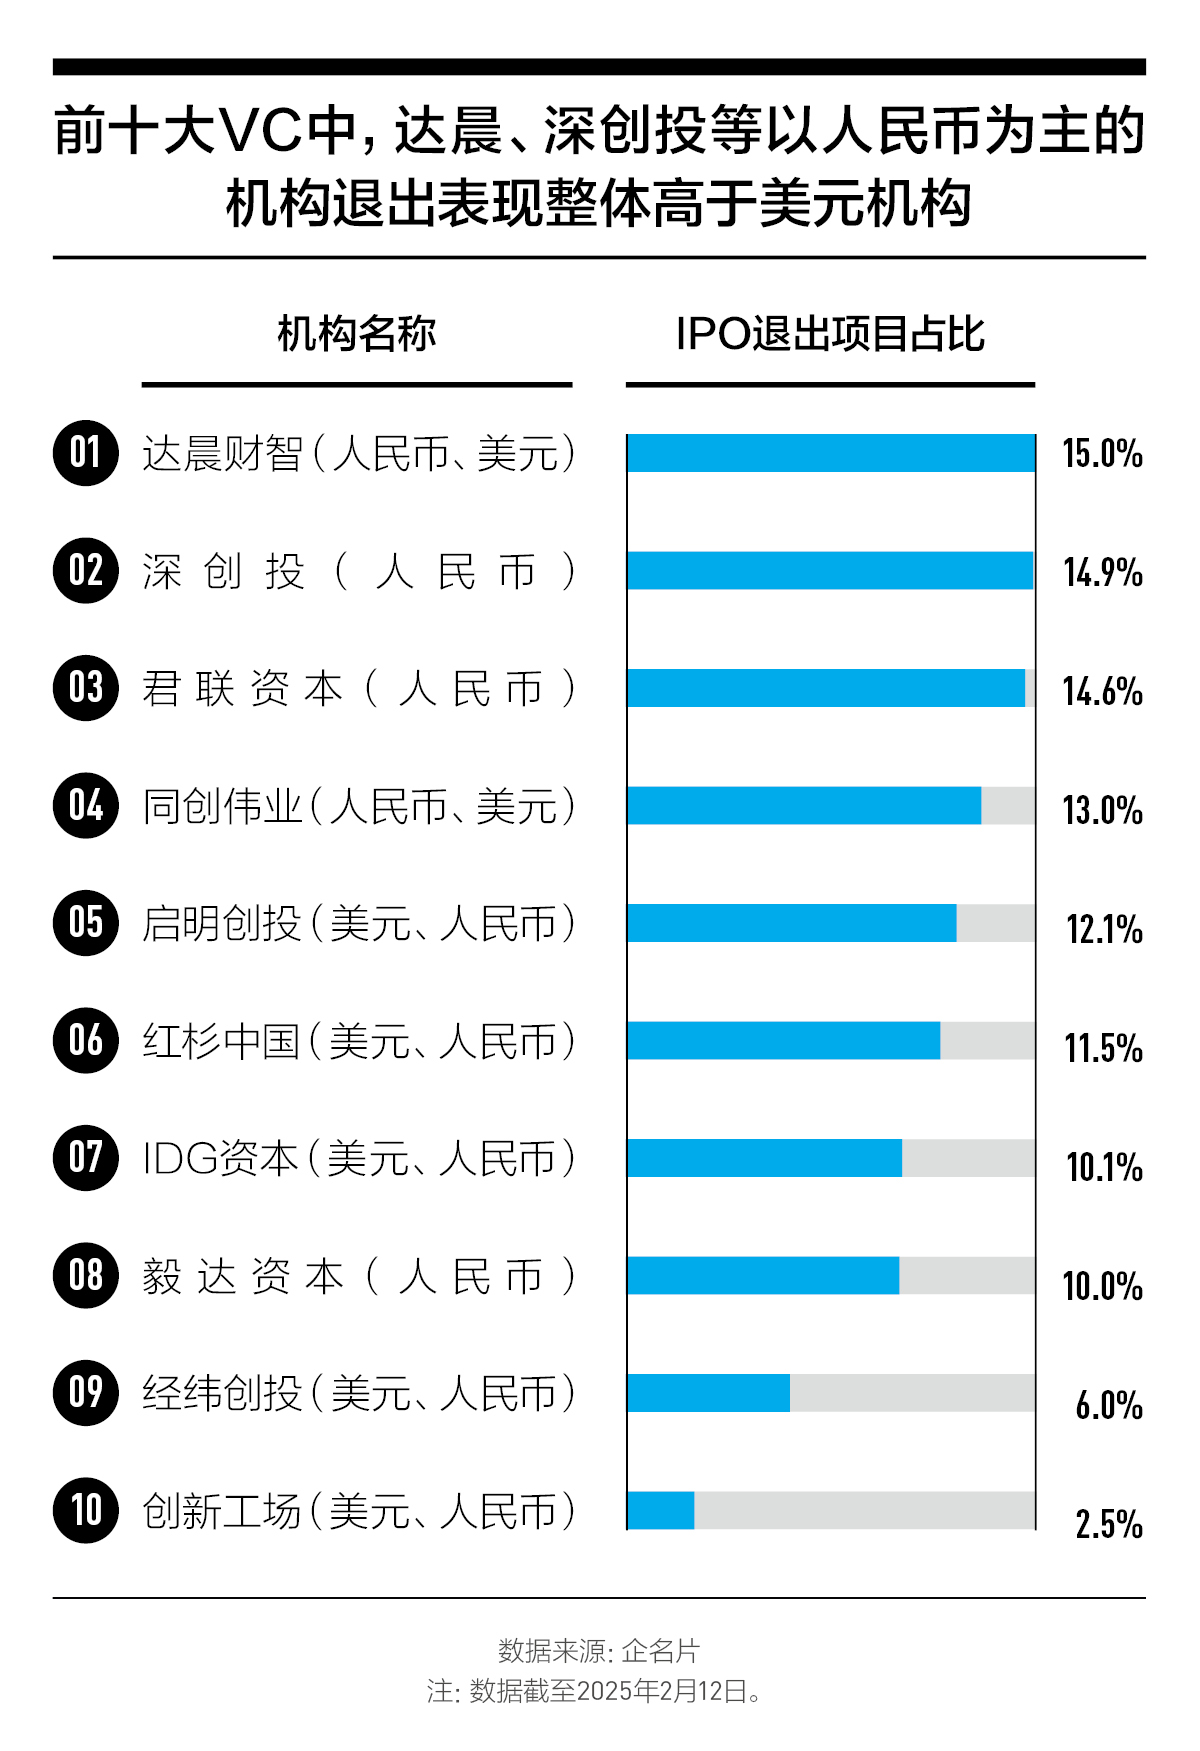 前十大VC中，达晨、深创投等以人民币为主的
机构退出表现整体高于美元机构
机构名称 IPO退出项目占比
01 达晨财智（人民币、美元） 15.0%
02 深创投（人民币） 14.9%
03 君联资本（人民币） 14.6%
04 同创伟业（人民币、美元） 13.0%
05 启明创投（美元、人民币） 12.1%
06 红杉中国（美元、人民币） 11.5%
07 IDG资本（美元、人民币） 10.1%
08 毅达资本（人民币） 10.0%
09 经纬创投（美元、人民币） 6.0%
10 创新工场（美元、人民币） 2.5%
数据来源：企名片
注：数据截至2025年2月12日。